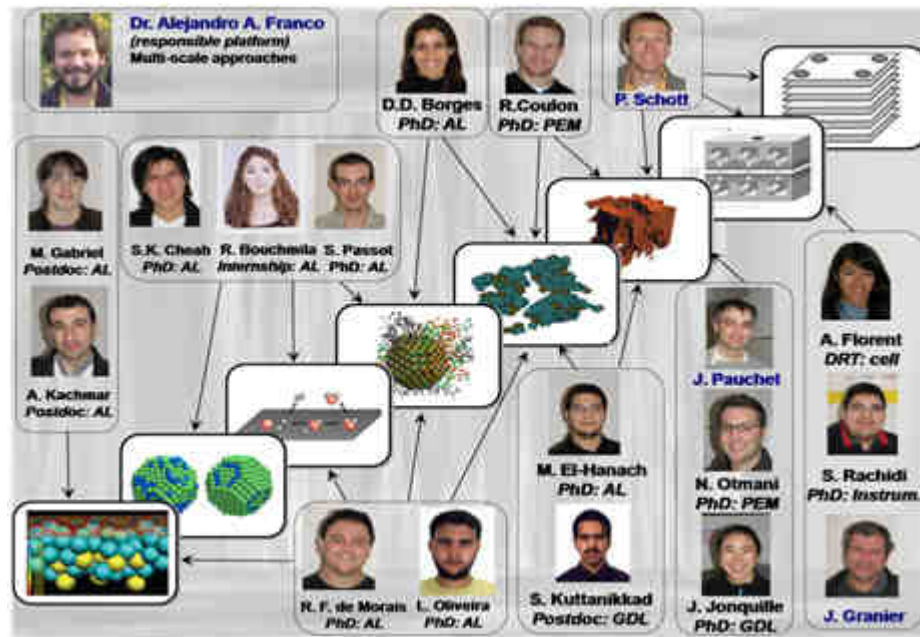 Dr. Alejandro A. Franco
(responsible platform)
Multi-scale approaches
D.D. Borges
PhD: AL
R.Coulon
PhD: PEM
P. Schott
M. Gabriel
Postdoc: AL
S.K. Cheah
PhD: AL
R. Bouchmila
Internship: AL
S. Passot
PhD: AL
A. Kachmar
Postdoc: AL
A. Florent
DRT: cell
J. Pauchet
M. El-Hanach
PhD: AL
N. Otmani
PhD: PEM
S. Rachidi
PhD: Instrum.
R. F. de Morais
PhD: AL
L. Oliveira
PhD: AL
S. Kuttanikkad
Postdoc: GDL
J. Jonquille
PhD: GDL
J. Granier